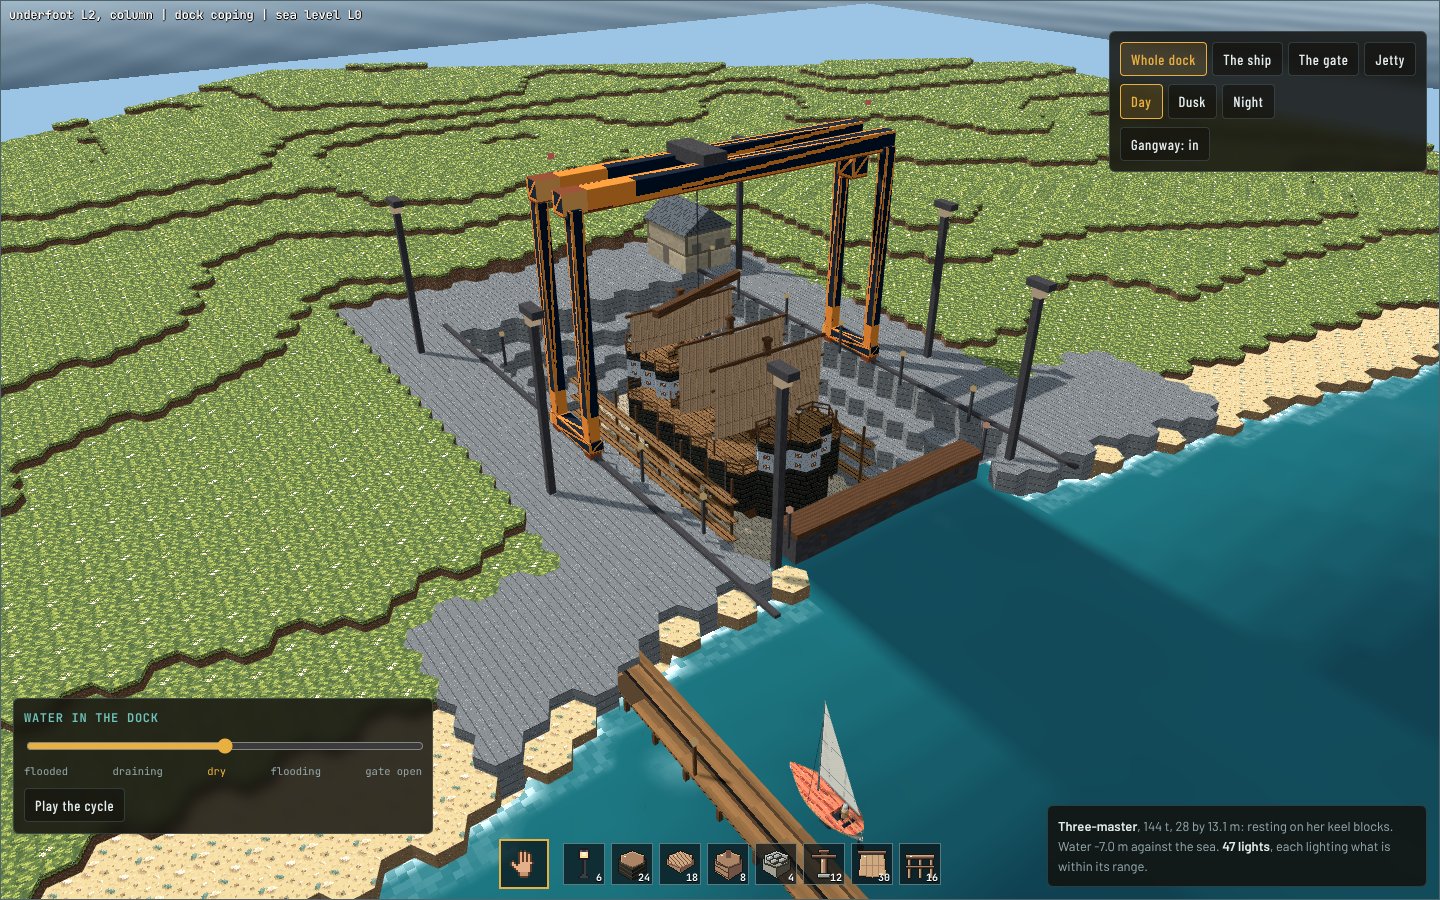 underfoot L2, column | dock coping | sea level L0
Whole dock The ship The gate Jetty
Day Dusk Night
Gangway: in
WATER IN THE DOCK
flooded draining dry flooding gate open
Play the cycle
6 24 18 8 4 12 30 16
Three-master, 144 t, 28 by 13.1 m: resting on her keel blocks.
Water -7.0 m against the sea. 47 lights, each lighting what is
within its range.